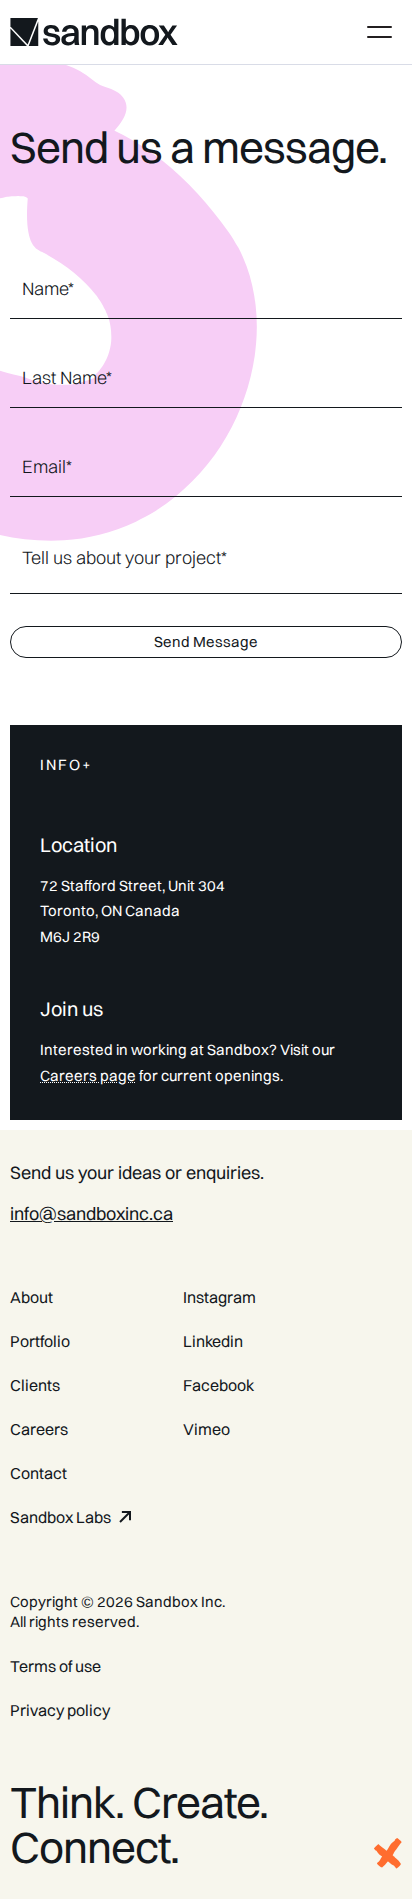 sandbox
Send us a message.
Name*
Last Name*
Email*
Tell us about your project*
Send Message
INFO+
Location
72 Stafford Street, Unit 304
Toronto, ON Canada
M6J 2R9
Join us
Interested in working at Sandbox? Visit our
Careers page for current openings.
Send us your ideas or enquiries.
info@sandboxinc.ca
About
Portfolio
Clients
Careers
Contact
Sandbox Labs
Instagram
Linkedin
Facebook
Vimeo
Copyright © 2026 Sandbox Inc.
All rights reserved.
Terms of use
Privacy policy
Think. Create.
Connect.